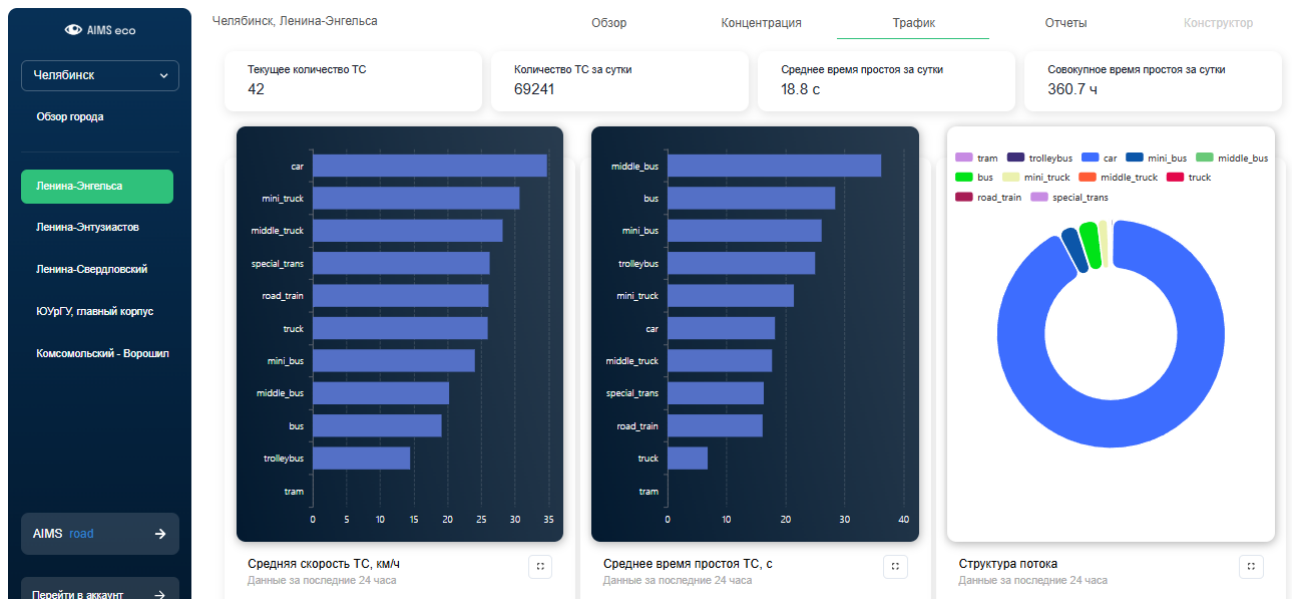 AIMS eco
Челябинск
Обзор города
Ленина-Энгельса
Ленина-Энтузиастов
Ленина-Свердловский
ЮУрГУ, главный корпус
Комсомольский - Ворошил
AIMS road
Перейти в аккаунт
Челябинск, Ленина-Энгельса
Обзор
Концентрация
Трафик
Отчеты
Конструктор
Текущее количество ТС
42
Количество ТС за сутки
69241
Среднее время простоя за сутки
18.8 с
Совокупное время простоя за сутки
360.7 ч
car
mini_truck
middle_truck
special_trans
road_train
truck
mini_bus
middle_bus
bus
trolleybus
tram
0 5 10 15 20 25 30 35
Средняя скорость ТС, км/ч
Данные за последние 24 часа
middle_bus
bus
mini_bus
trolleybus
mini_truck
car
middle_truck
special_trans
road_train
truck
tram
0 10 20 30 40
Среднее время простоя ТС, с
Данные за последние 24 часа
tram trolleybus car mini_bus middle_bus
bus mini_truck middle_truck truck
road_train special_trans
Структура потока
Данные за последние 24 часа